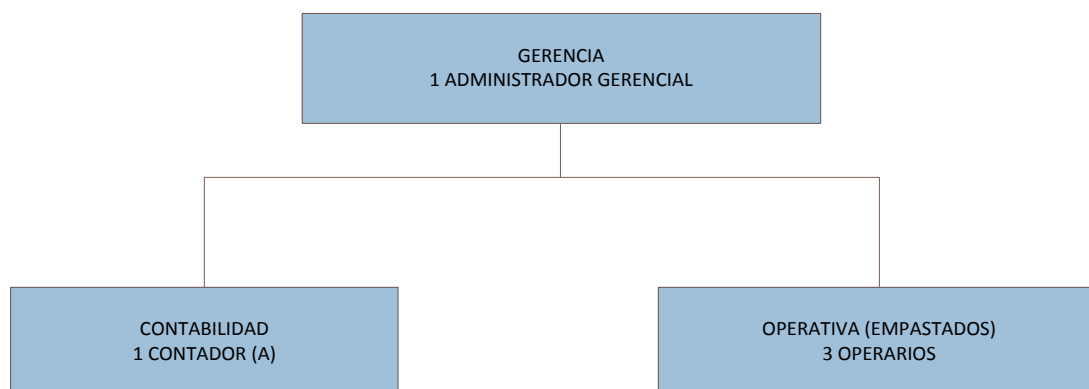 GERENCIA
1 ADMINISTRADOR GERENCIAL
CONTABILIDAD
1 CONTADOR (A)
OPERATIVA (EMPASTADOS)
3 OPERARIOS